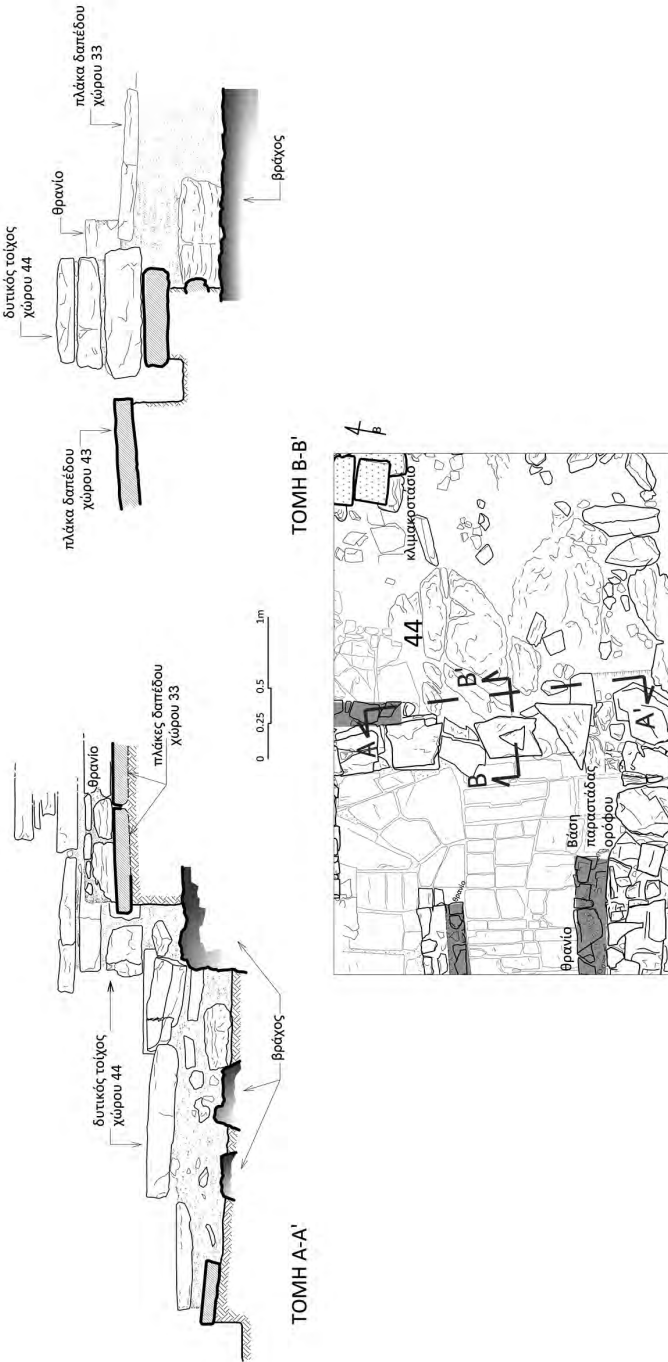 δυτικός τοίχος
χώρου 44
θρανίο
πλάκες δαπέδου
χώρου 33
βράχος
0
0.25
0.5
1m
ΤΟΜΗ Α-Α'
πλάκα δαπέδου
χώρου 43
δυτικός τοίχος
χώρου 44
θρανίο
πλάκα δαπέδου
χώρου 33
βράχος
ΤΟΜΗ Β-Β'
θρανίο
θρανίο
Βάση
παραστάδας
ορόφου
Α
Β
Β'
Α'
44
κλιμακοστάσιο
Β